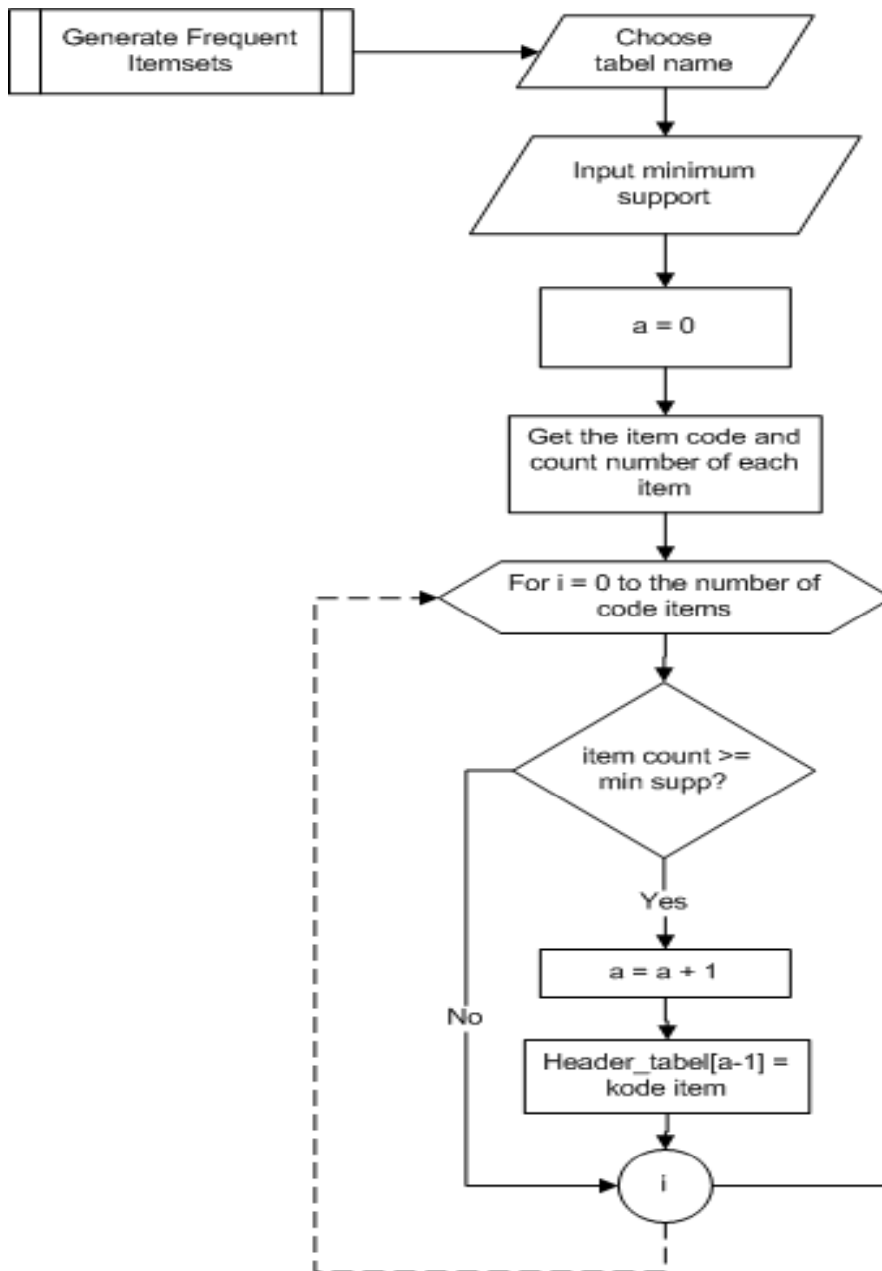 Generate Frequent
Itemsets
Choose
tabel name
Input minimum
support
a = 0
Get the item code and
count number of each
item
For i = 0 to the number of
code items
item count >=
min supp?
Yes
a = a + 1
No
Header_tabel[a-1] =
kode item
i